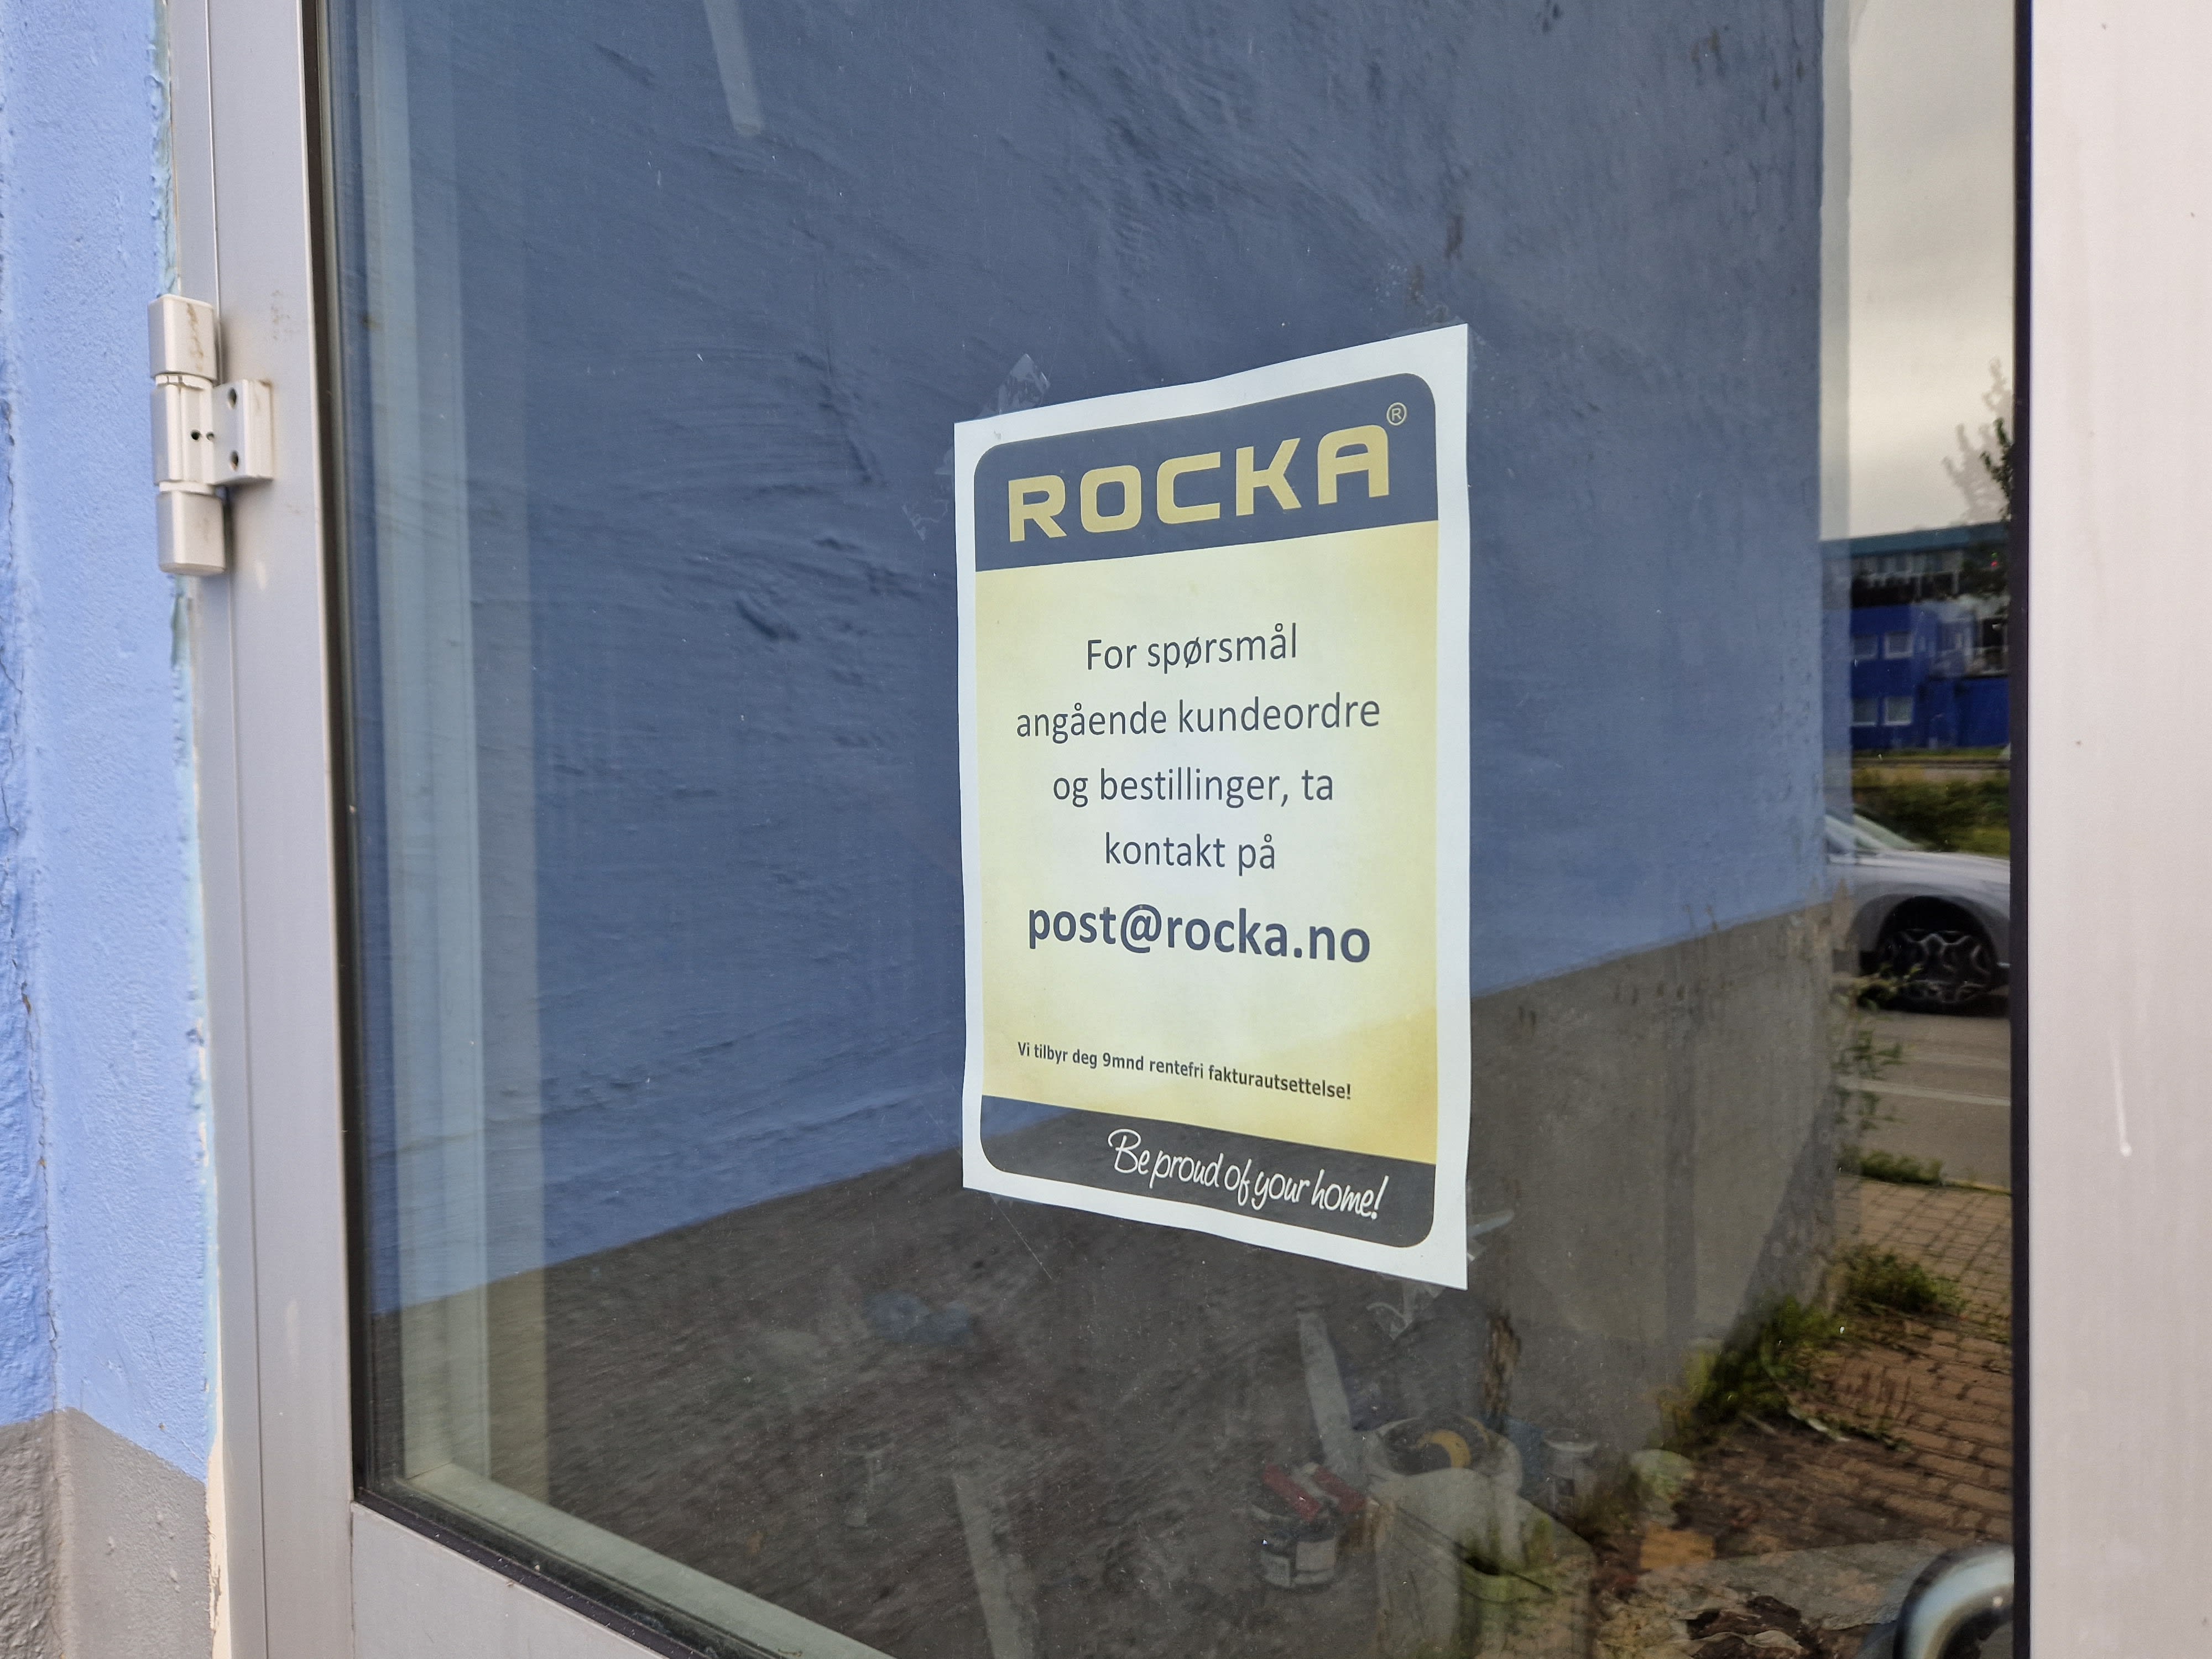 ROCKA®
For spørsmål
angående kundeordre
og bestillinger, ta
kontakt på
post@rocka.no
Vi tilbyr deg 9mnd rentefri fakturautsettelse!
Be proud of your home!